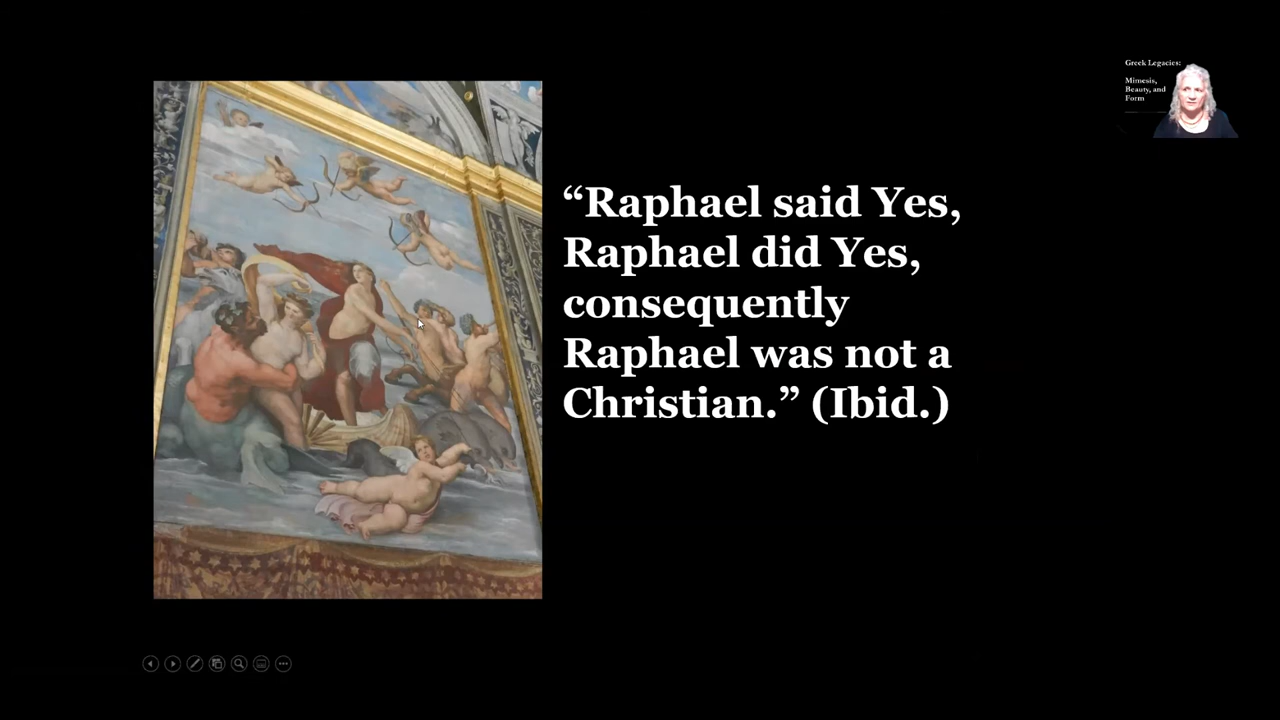 Greek Legacies:
Mimesis,
Beauty, and
Form
“Raphael said Yes,
Raphael did Yes,
consequently
Raphael was not a
Christian.” (Ibid.)